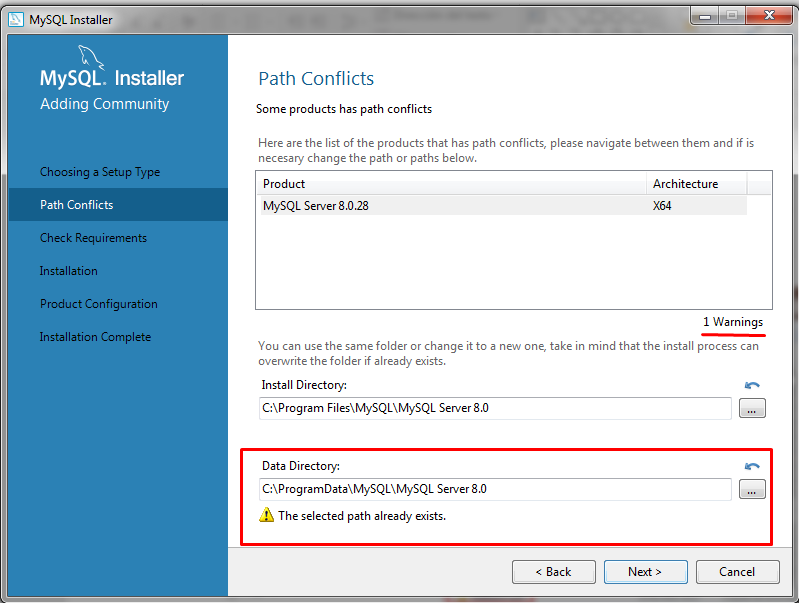 MySQL Installer
MySQL. Installer
Adding Community
Choosing a Setup Type
Path Conflicts
Check Requirements
Installation
Product Configuration
Installation Complete
Path Conflicts
Some products has path conflicts
Here are the list of the products that has path conflicts, please navigate between them and if is
necesary change the path or paths below.
Product Architecture
MySQL Server 8.0.28 X64
1 Warnings
You can use the same folder or change it to a new one, take in mind that the install process can
overwrite the folder if already exists.
Install Directory:
C:\Program Files\MySQL\MySQL Server 8.0
...
Data Directory:
C:\ProgramData\MySQL\MySQL Server 8.0
...
The selected path already exists.
< Back Next > Cancel